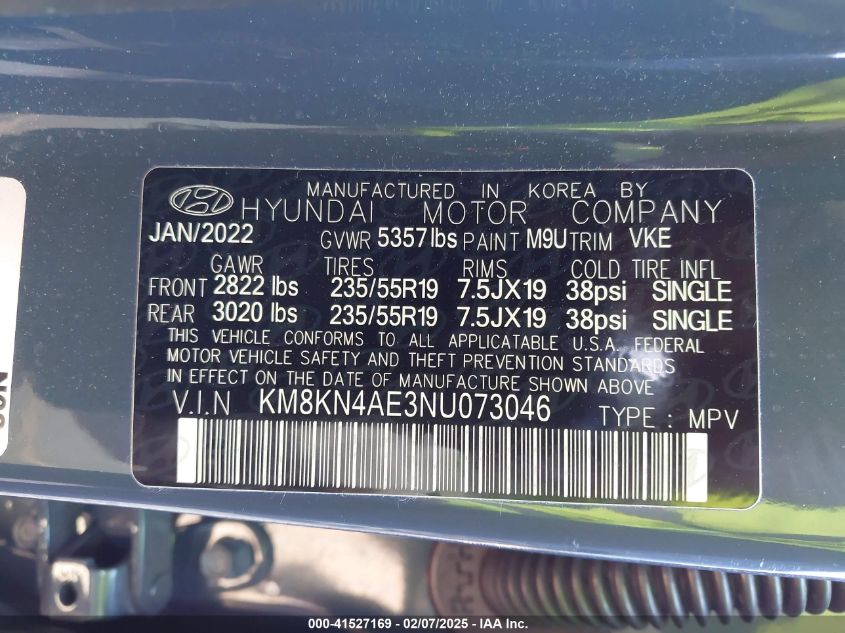 MANUFACTURED IN KOREA BY
HYUNDAI MOTOR COMPANY
JAN/2022 GVWR 5357 lbs PAINT M9U TRIM VKE
GAWR TIRES RIMS COLD TIRE INFL
FRONT 2822 lbs 235/55R19 7.5JX19 38psi SINGLE
REAR 3020 lbs 235/55R19 7.5JX19 38psi SINGLE
THIS VEHICLE CONFORMS TO ALL APPLICATABLE U.S.A. FEDERAL
MOTOR VEHICLE SAFETY AND THEFT PREVENTION STANDARDS
IN EFFECT ON THE DATE OF MANUFACTURE SHOWN ABOVE
V.I.N KM8KN4AE3NU073046 TYPE : MPV
000-41527169 - 02/07/2025 - IAA Inc.